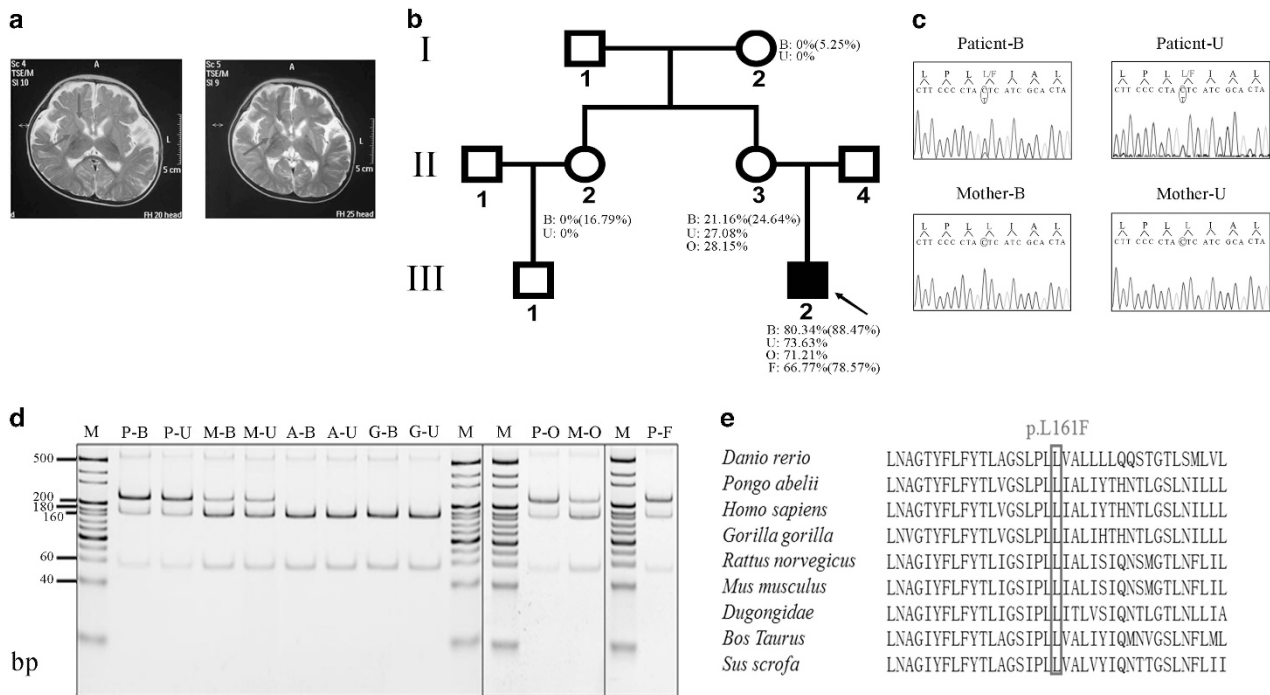 a
Sc 4
TSE/M
Sl 10
A
L
5 cm
d
FH 20 head
Sc 5
TSE/M
Sl 9
A
L
5 cm
FH 25 head
b
I
1
2
B: 0%(5.25%)
U: 0%
II
1
2
3
4
B: 0%(16.79%)
U: 0%
B: 21.16%(24.64%)
U: 27.08%
O: 28.15%
III
1
2
B: 80.34%(88.47%)
U: 73.63%
O: 71.21%
F: 66.77%(78.57%)
c
Patient-B
L P L L/F I A L
CTT CCC CTA CTC ATC GCA CTA
T
Patient-U
L P L L/F I A L
CTT CCC CTA CTC ATC GCA CTA
T
Mother-B
L P L L I A L
CTT CCC CTA CTC ATC GCA CTA
Mother-U
L P L L I A L
CTT CCC CTA CTC ATC GCA CTA
d
M P-B P-U M-B M-U A-B A-U G-B G-U M M P-O M-O M P-F
500
200
180
160
60
40
bp
e
p.L161F
Danio rerio LNAGTYFLFYTLAGSLPLLVALLLLQQSTGTLSMLVL
Pongo abelii LNAGTYFLFYTLVGSLPLLIALIYTHNTLGSLNILLL
Homo sapiens LNAGTYFLFYTLVGSLPLLIALIYTHNTLGSLNILLL
Gorilla gorilla LNVGTYFLFYTLVGSLPLLIALIHTHNTLGSLNILLL
Rattus norvegicus LNAGIYFLFYTLIGSIPLLIALISIQNSMGTLNFLIL
Mus musculus LNAGIYFLFYTLIGSIPLLIALISIQNSMGTLNFLIL
Dugongidae LNAGIYFLFYTLIGSIPLLITLVSIQNTLGTLNLLIA
Bos Taurus LNAGIYFLFYTLAGSIPLLVALIYIQMNVGSLNFLML
Sus scrofa LNAGIYFLFYTLAGSIPLLVALVYIQNTTGSLNFLII